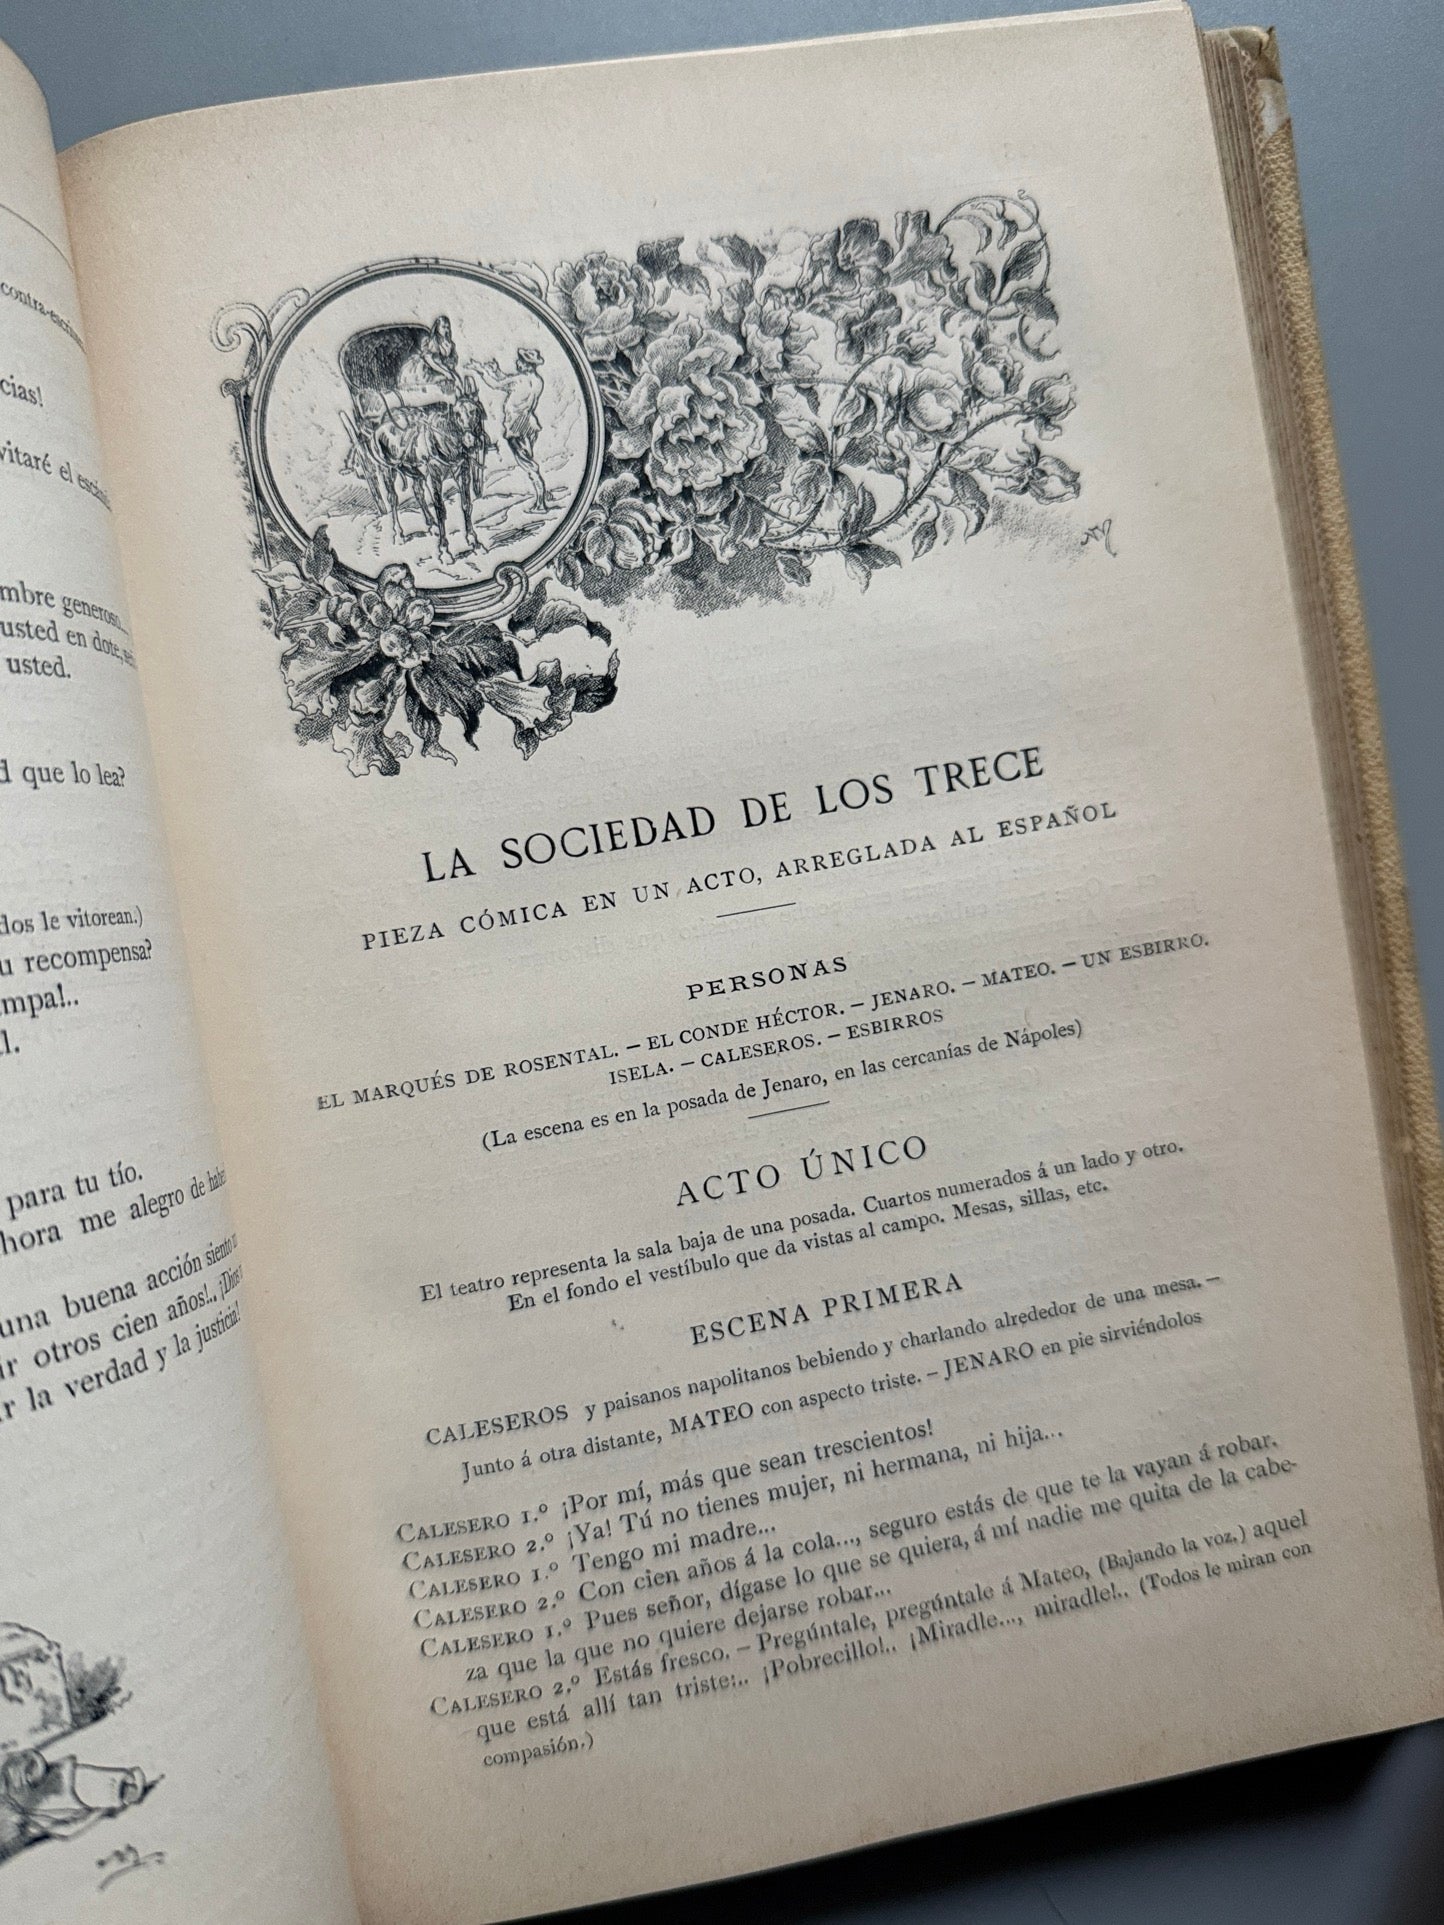 contra-
cias!
vitaré el
mbre generoso...
usted en dote,
usted.
d que lo lea?
dos le vitorean.)
u recompensa?
mpa!..
l.
para tu tío.
hora me alegro de
una buena acción siento
ir otros cien años!..
r la verdad y la justicia!
LA SOCIEDAD DE LOS TRECE
PIEZA CÓMICA EN UN ACTO, ARREGLADA AL ESPAÑOL
PERSONAS
EL MARQUÉS DE ROSENTAL. — EL CONDE HÉCTOR. — JENARO. — MATEO. — UN ESBIRRO.
ISELA. — CALESEROS. — ESBIRROS
(La escena es en la posada de Jenaro, en las cercanías de Nápoles)
ACTO ÚNICO
El teatro representa la sala baja de una posada. Cuartos numerados á un lado y otro.
En el fondo el vestíbulo que da vistas al campo. Mesas, sillas, etc.
ESCENA PRIMERA
CALESEROS y paisanos napolitanos bebiendo y charlando alrededor de una mesa. —
Junto á otra distante, MATEO con aspecto triste. — JENARO en pie sirviéndolos
CALESERO 1.º ¡Por mí, más que sean trescientos!
CALESERO 2.º ¡Ya! Tú no tienes mujer, ni hermana, ni hija...
CALESERO 1.º Tengo mi madre...
CALESERO 2.º Con cien años á la cola..., seguro estás de que te la vayan á robar.
CALESERO 1.º Pues señor, dígase lo que se quiera, á mí nadie me quita de la cabe-
za que la que no quiere dejarse robar...
CALESERO 2.º Estás fresco. — Pregúntale, pregúntale á Mateo, (Bajando la voz.) aquel
que está allí tan triste... ¡Pobrecillo!.. ¡Miradle..., miradle!.. (Todos le miran con
compasión.)